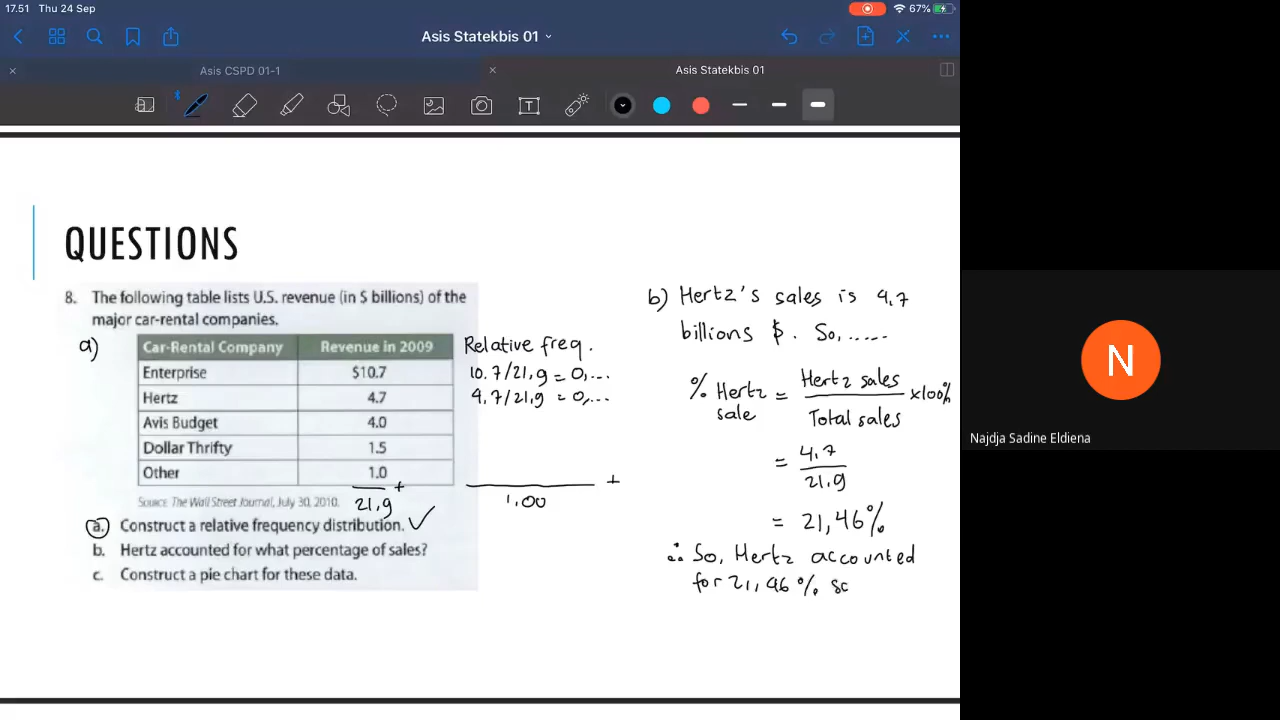 17.51 Thu 24 Sep
67%
Asis Statekbis 01
Asis CSPD 01-1
Asis Statekbis 01
T
QUESTIONS
8. The following table lists U.S. revenue (in $ billions) of the
major car-rental companies.
a)
Car-Rental Company Revenue in 2009 Relative freq.
Enterprise $10.7 10.7/21,9 = 0,...
Hertz 4.7 4.7/21,9 = 0,...
Avis Budget 4.0
Dollar Thrifty 1.5
Other 1.0
+ +
21,9 1,00
Source: The Wall Street Journal, July 30, 2010.
a. Construct a relative frequency distribution. ✓
b. Hertz accounted for what percentage of sales?
c. Construct a pie chart for these data.
b) Hertz's sales is 4.7
billions $. So,.....
% Hertz sale = Hertz sales / Total sales x100%
= 4.7 / 21,9
= 21,46%
∴ So, Hertz accounted
for 21,46%
N
Najdja Sadine Eldiena